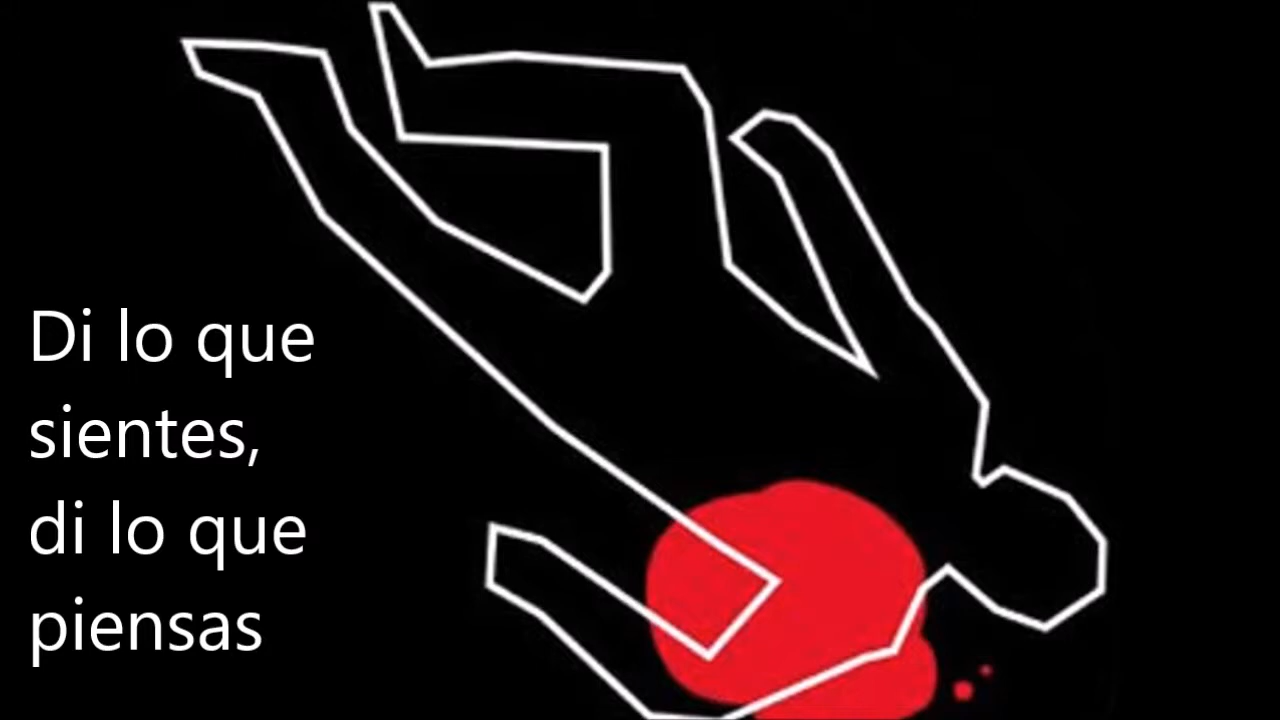 Di lo que
sientes,
di lo que
piensas